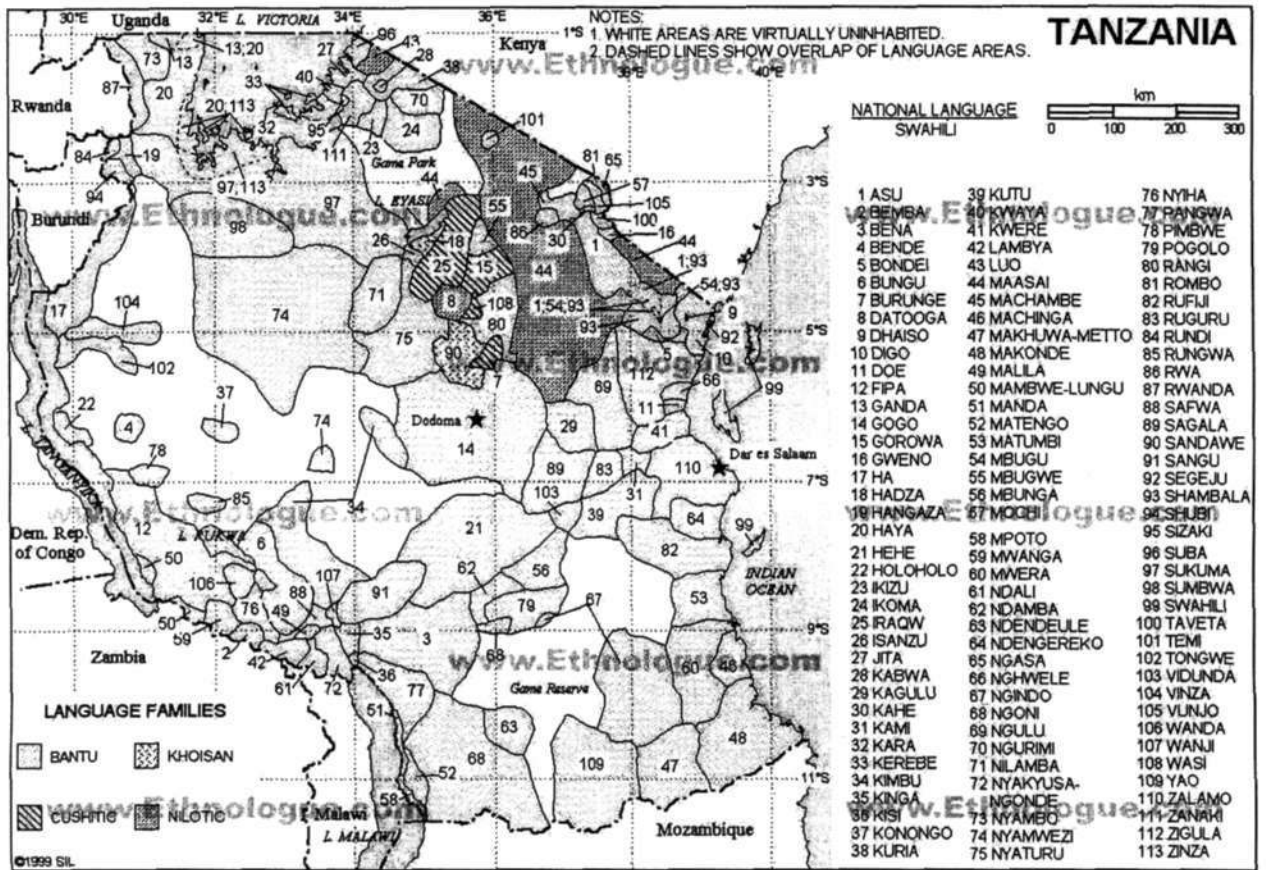 TANZANIA
NOTES:
1. WHITE AREAS ARE VIRTUALLY UNINHABITED.
2. DASHED LINES SHOW OVERLAP OF LANGUAGE AREAS.
www.Ethnologue.com
30° 32° 34° 36° 38° 40°
1°S
3°S
5°S
7°S
9°S
11°S
Uganda
L. VICTORIA
Kenya
Rwanda
Burundi
Dem. Rep.
of Congo
Zambia
Malawi
L. MALAWI
Mozambique
L. TANGANYIKA
L. RUKWA
L. EYASI
Game Park
Game Reserve
Dodoma
Dar es Salaam
INDIAN
OCEAN
km
0 100 200 300
NATIONAL LANGUAGE
SWAHILI
1 ASU
2 BEMBA
3 BENA
4 BENDE
5 BONDEI
6 BUNGU
7 BURUNGE
8 DATOOGA
9 DHAISO
10 DIGO
11 DOE
12 FIPA
13 GANDA
14 GOGO
15 GOROWA
16 GWENO
17 HA
18 HADZA
19 HANGAZA
20 HAYA
21 HEHE
22 HOLOHOLO
23 IKIZU
24 IKOMA
25 IRAQW
26 ISANZU
27 JITA
28 KABWA
29 KAGULU
30 KAHE
31 KAMI
32 KARA
33 KEREBE
34 KIMBU
35 KINGA
36 KISI
37 KONONGO
38 KURIA
39 KUTU
40 KWAYA
41 KWERE
42 LAMBYA
43 LUO
44 MAASAI
45 MACHAMBE
46 MACHINGA
47 MAKHUWA-METTO
48 MAKONDE
49 MALILA
50 MAMBWE-LUNGU
51 MANDA
52 MATENGO
53 MATUMBI
54 MBUGU
55 MBUGWE
56 MBUNGA
57 MOCHI
58 MPOTO
59 MWANGA
60 MWERA
61 NDALI
62 NDAMBA
63 NDENDEULE
64 NDENGEREKO
65 NGASA
66 NGHWELE
67 NGINDO
68 NGONI
69 NGULU
70 NGURIMI
71 NILAMBA
72 NYAKYUSA-
NGONDE
73 NYAMBO
74 NYAMWEZI
75 NYATURU
76 NYIHA
77 PANGWA
78 PIMBWE
79 POGOLO
80 RANGI
81 ROMBO
82 RUFIJI
83 RUGURU
84 RUNDI
85 RUNGWA
86 RWA
87 RWANDA
88 SAFWA
89 SAGALA
90 SANDAWE
91 SANGU
92 SEGEJU
93 SHAMBALA
94 SHUBI
95 SIZAKI
96 SUBA
97 SUKUMA
98 SUMBWA
99 SWAHILI
100 TAVETA
101 TEMI
102 TONGWE
103 VIDUNDA
104 VINZA
105 VUNJO
106 WANDA
107 WANJI
108 WASI
109 YAO
110 ZALAMO
111 ZANAKI
112 ZIGULA
113 ZINZA
LANGUAGE FAMILIES
BANTU
KHOISAN
CUSHITIC
NILOTIC
©1999 SIL